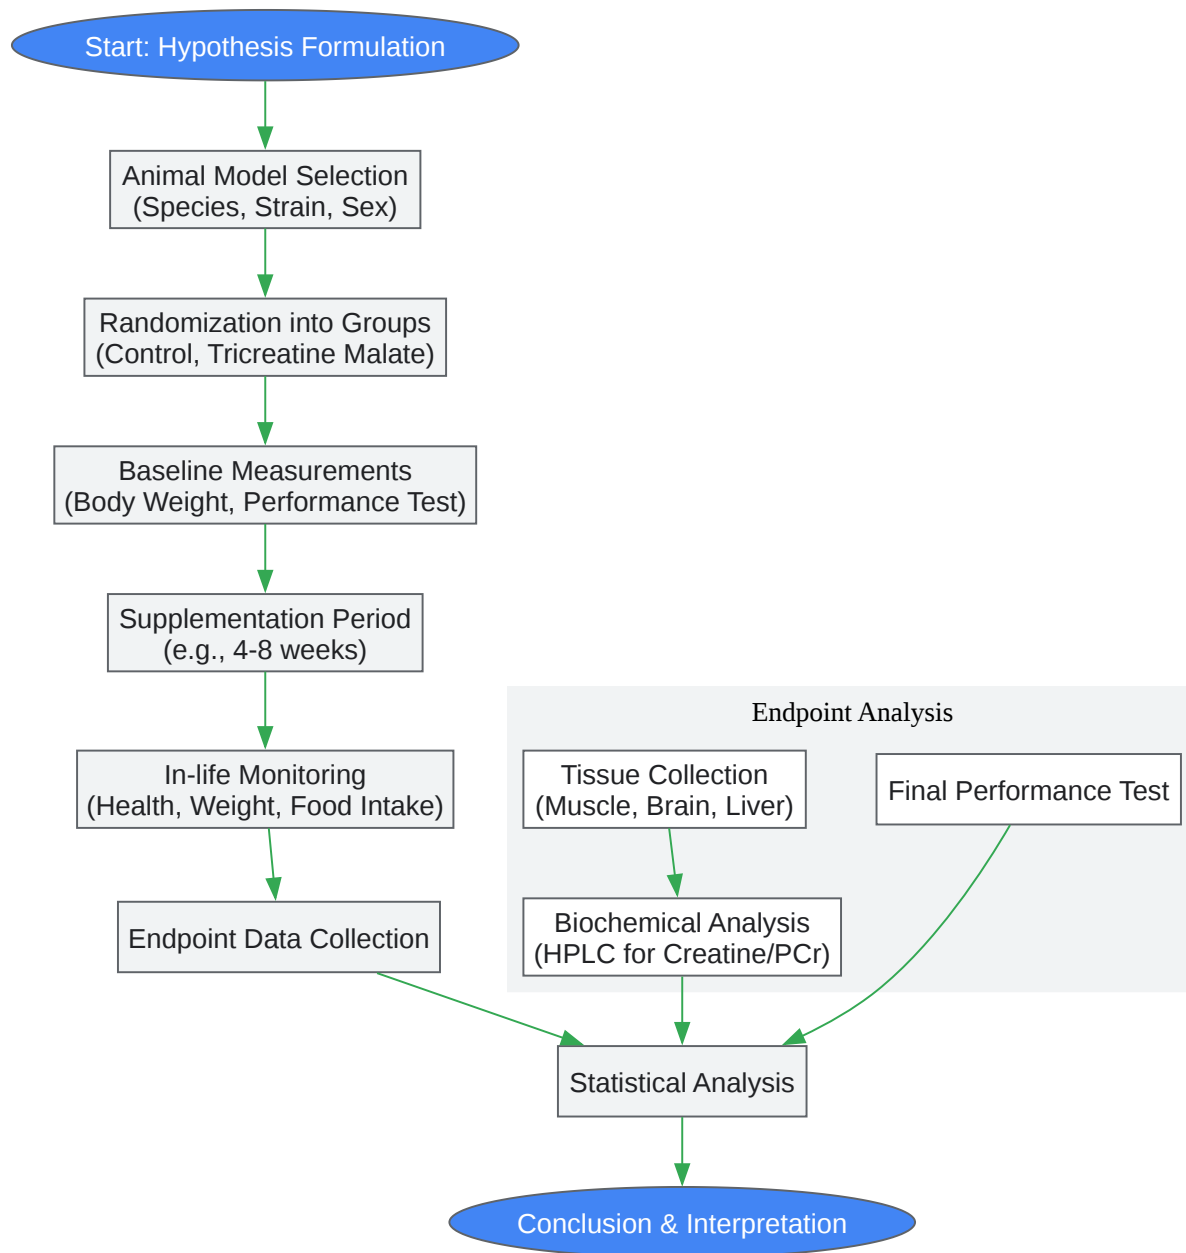 Start: Hypothesis Formulation
Animal Model Selection
(Species, Strain, Sex)
Randomization into Groups
(Control, Tricreatine Malate)
Baseline Measurements
(Body Weight, Performance Test)
Supplementation Period
(e.g., 4-8 weeks)
In-life Monitoring
(Health, Weight, Food Intake)
Endpoint Data Collection
Endpoint Analysis
Tissue Collection
(Muscle, Brain, Liver)
Final Performance Test
Biochemical Analysis
(HPLC for Creatine/PCr)
Statistical Analysis
Conclusion & Interpretation